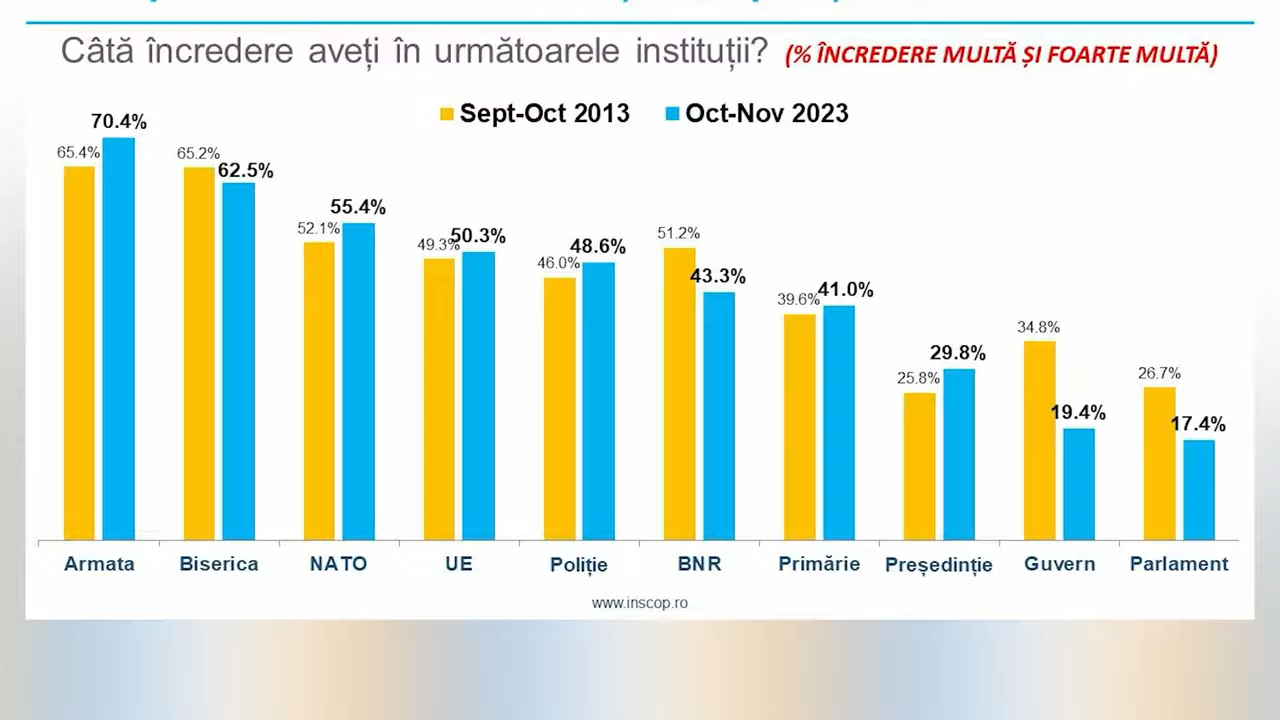 Câtă încredere aveți în următoarele instituții? (% ÎNCREDERE MULTĂ ȘI FOARTE MULTĂ)
Sept-Oct 2013 Oct-Nov 2023
65.4% 70.4%
65.2% 62.5%
52.1% 55.4%
49.3% 50.3%
46.0% 48.6%
51.2% 43.3%
39.6% 41.0%
25.8% 29.8%
34.8% 19.4%
26.7% 17.4%
Armata Biserica NATO UE Poliție BNR Primărie Președinție Guvern Parlament
www.inscop.ro